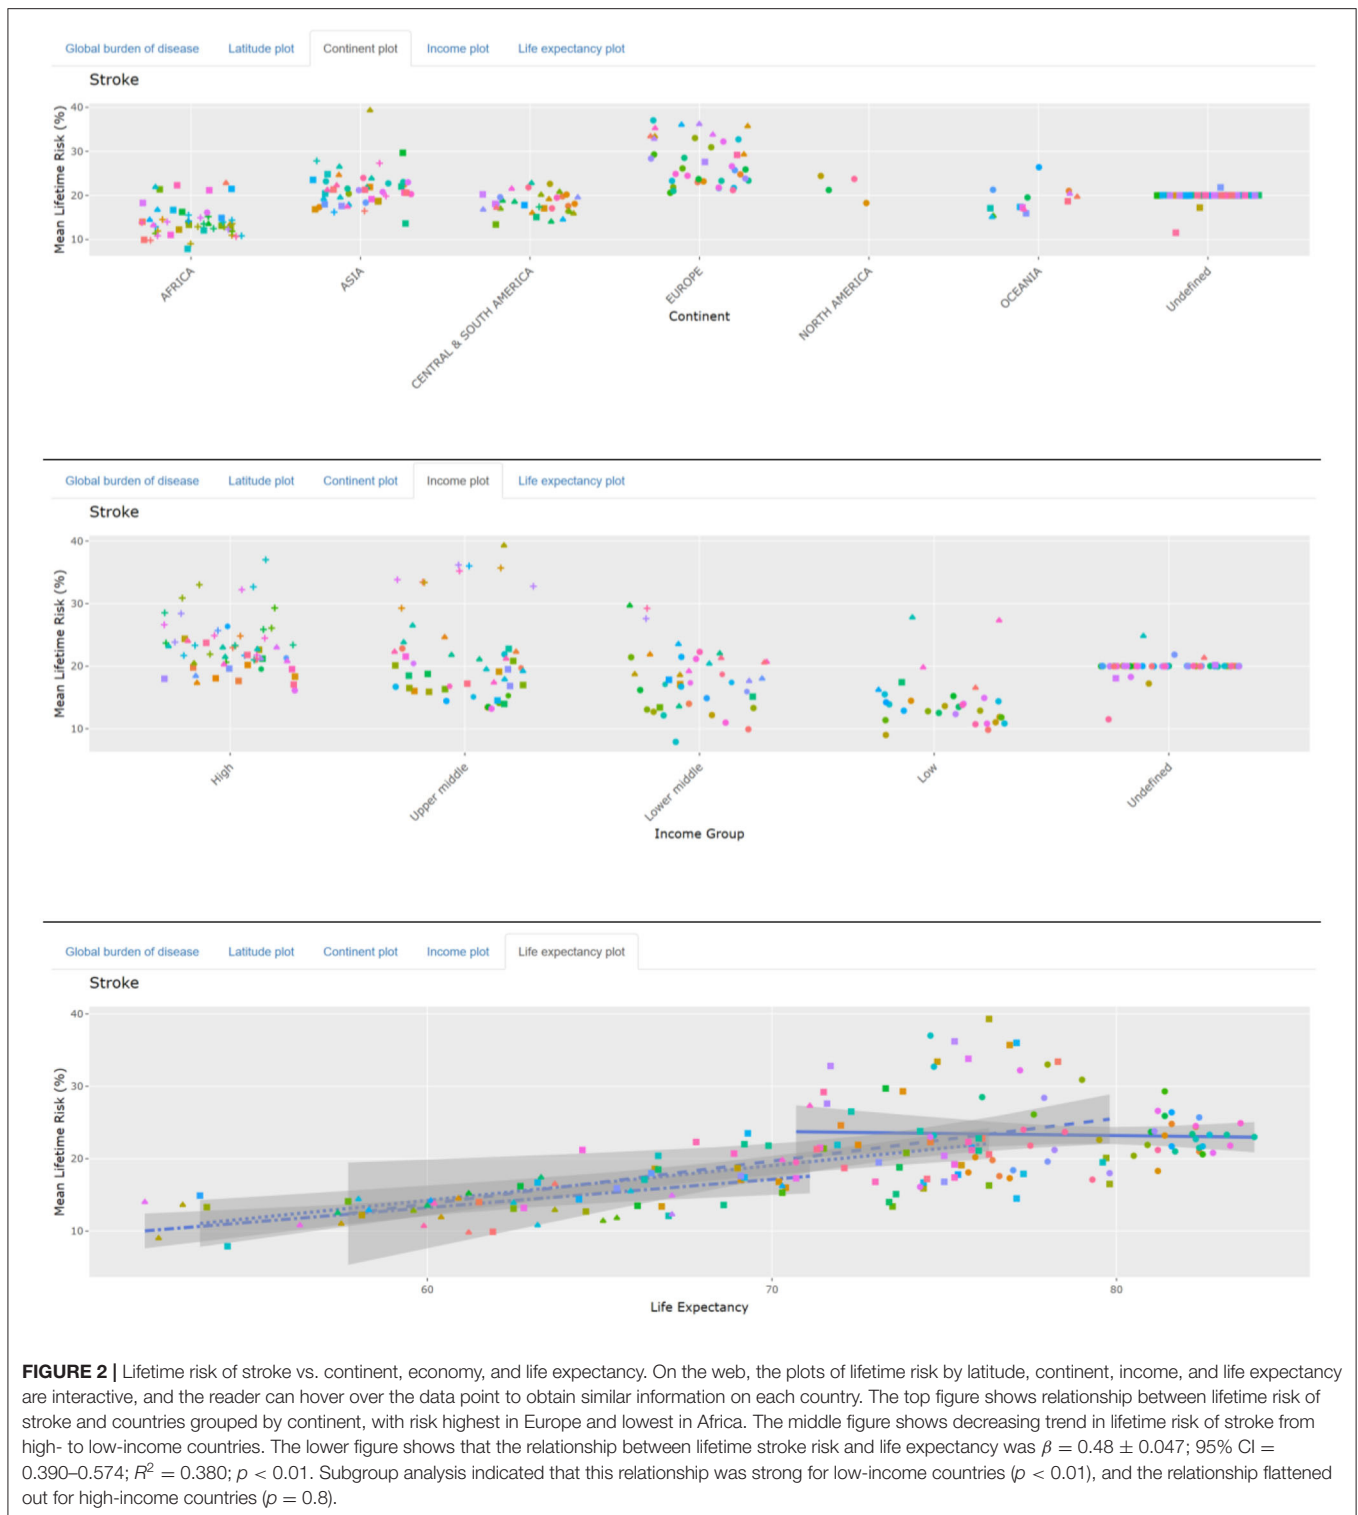 Global burden of disease Latitude plot Continent plot Income plot Life expectancy plot
Stroke
Mean Lifetime Risk (%)
40
30
20
10
AFRICA ASIA CENTRAL & SOUTH AMERICA EUROPE NORTH AMERICA OCEANIA Undefined
Continent
Global burden of disease Latitude plot Continent plot Income plot Life expectancy plot
Stroke
Mean Lifetime Risk (%)
40
30
20
10
High Upper middle Lower middle Low Undefined
Income Group
Global burden of disease Latitude plot Continent plot Income plot Life expectancy plot
Stroke
Mean Lifetime Risk (%)
40
30
20
10
60 70 80
Life Expectancy
FIGURE 2 | Lifetime risk of stroke vs. continent, economy, and life expectancy. On the web, the plots of lifetime risk by latitude, continent, income, and life expectancy
are interactive, and the reader can hover over the data point to obtain similar information on each country. The top figure shows relationship between lifetime risk of
stroke and countries grouped by continent, with risk highest in Europe and lowest in Africa. The middle figure shows decreasing trend in lifetime risk of stroke from
high- to low-income countries. The lower figure shows that the relationship between lifetime stroke risk and life expectancy was β = 0.48 ± 0.047; 95% CI =
0.390–0.574; R² = 0.380; p < 0.01. Subgroup analysis indicated that this relationship was strong for low-income countries (p < 0.01), and the relationship flattened
out for high-income countries (p = 0.8).